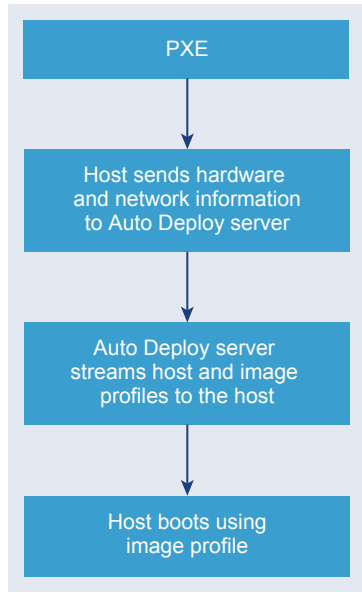 PXE
Host sends hardware
and network information
to Auto Deploy server
Auto Deploy server
streams host and image
profiles to the host
Host boots using
image profile